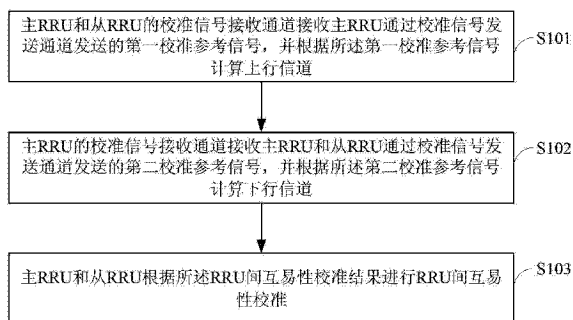 主RRU和从RRU的校准信号接收通道接收主RRU通过校准信号发
送通道发送的第一校准参考信号，并根据所述第一校准参考信号
计算上行信道
S101
主RRU的校准信号接收通道接收主RRU和从RRU通过校准信号发
送通道发送的第二校准参考信号，并根据所述第二校准参考信号
计算下行信道
S102
主RRU和从RRU根据所述RRU间互易性校准结果进行RRU间互易
性校准
S103